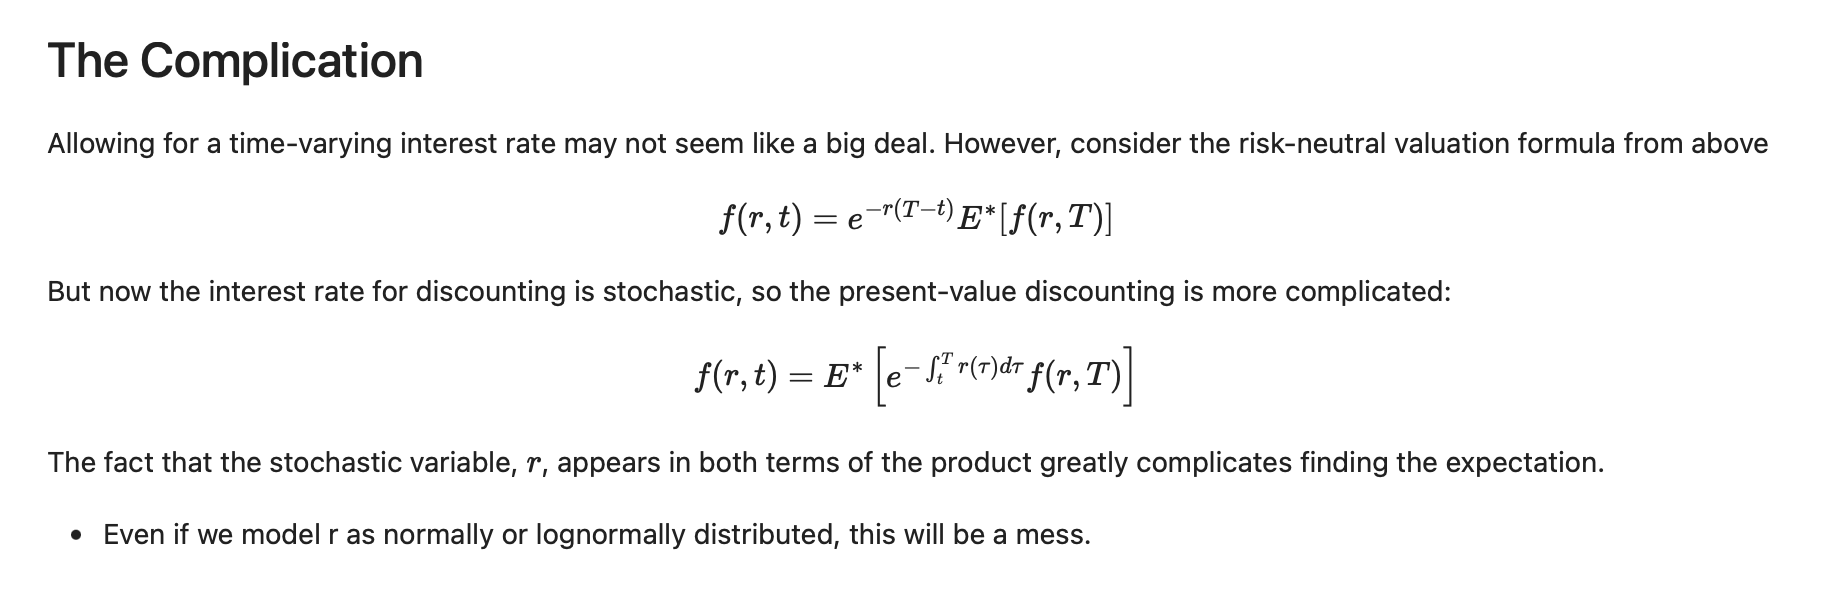 The Complication
Allowing for a time-varying interest rate may not seem like a big deal. However, consider the risk-neutral valuation formula from above
$f(r, t) = e^{-r(T-t)} E^*[f(r, T)]$
But now the interest rate for discounting is stochastic, so the present-value discounting is more complicated:
$f(r, t) = E^* \left[ e^{-\int_t^T r(\tau)d\tau} f(r, T) \right]$
The fact that the stochastic variable, $r$, appears in both terms of the product greatly complicates finding the expectation.
• Even if we model r as normally or lognormally distributed, this will be a mess.